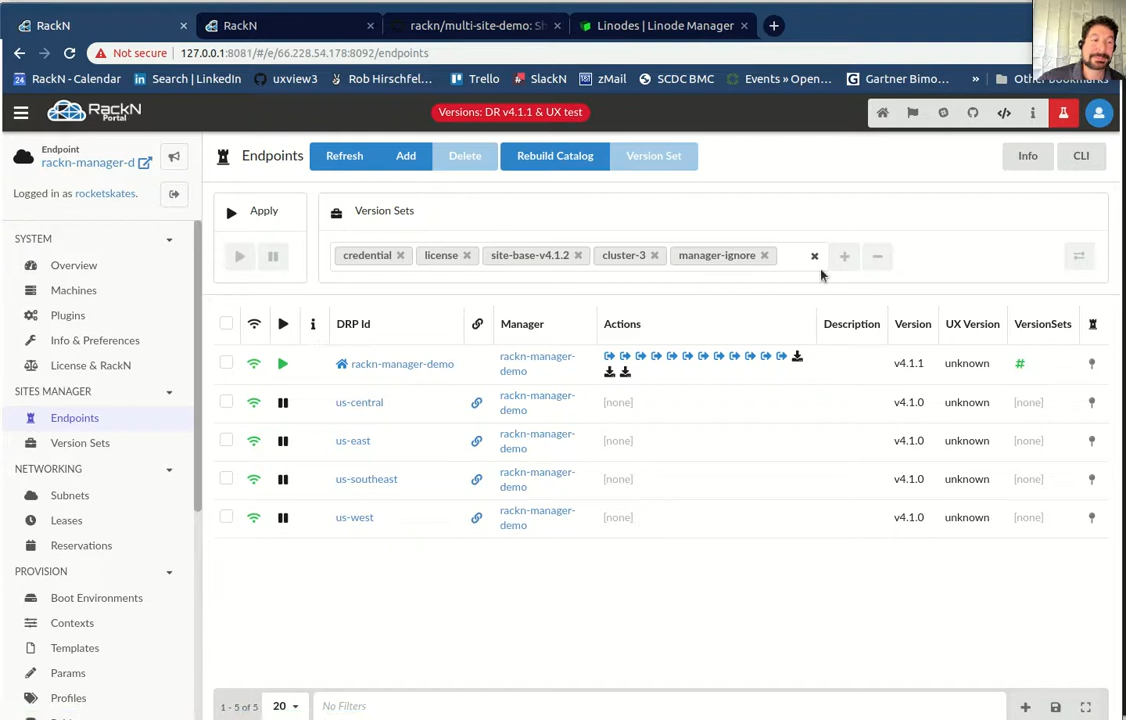 RackN
RackN
rackn/multi-site-demo: Sh
Linodes | Linode Manager
Not secure
127.0.0.1:8081/#/e/66.228.54.178:8092/endpoints
RackN - Calendar
Search | LinkedIn
uxview3
Rob Hirschfel...
Trello
SlackN
zMail
SCDC BMC
Events » Open...
Gartner Bimo...
»
Other Bookmarks
RackN
Portal
Versions: DR v4.1.1 & UX test
Endpoint
rackn-manager-d
Logged in as rocketskates.
SYSTEM
Overview
Machines
Plugins
Info & Preferences
License & RackN
SITES MANAGER
Endpoints
Version Sets
NETWORKING
Subnets
Leases
Reservations
PROVISION
Boot Environments
Contexts
Templates
Params
Profiles
Endpoints
Refresh
Add
Delete
Rebuild Catalog
Version Set
Info
CLI
Apply
Version Sets
credential
license
site-base-v4.1.2
cluster-3
manager-ignore
DRP Id
Manager
Actions
Description
Version
UX Version
VersionSets
rackn-manager-demo
rackn-manager-
demo
v4.1.1
unknown
#
us-central
rackn-manager-
demo
[none]
v4.1.0
unknown
[none]
us-east
rackn-manager-
demo
[none]
v4.1.0
unknown
[none]
us-southeast
rackn-manager-
demo
[none]
v4.1.0
unknown
[none]
us-west
rackn-manager-
demo
[none]
v4.1.0
unknown
[none]
1 - 5 of 5
20
No Filters